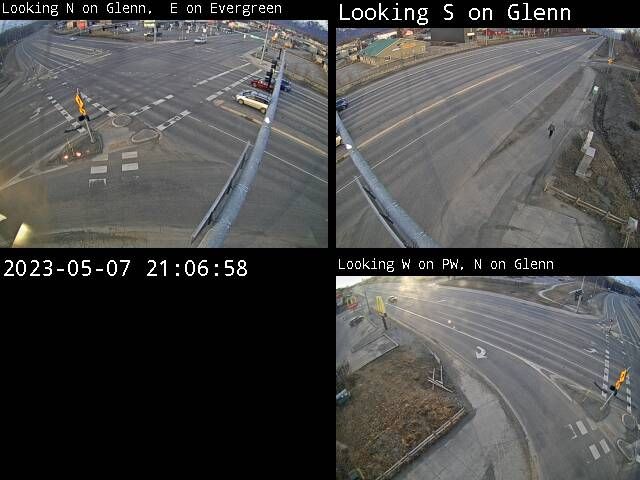 Looking N on Glenn,  E on Evergreen
Looking S on Glenn
2023-05-07 21:06:58
Looking W on PW, N on Glenn